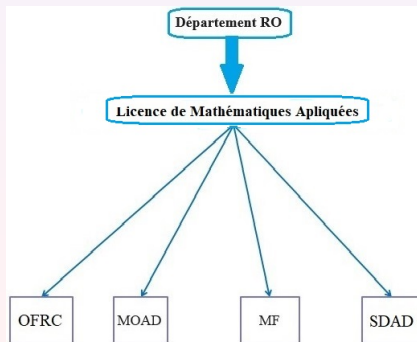 Département RO
Licence de Mathématiques Apliquées
OFRC
MOAD
MF
SDAD